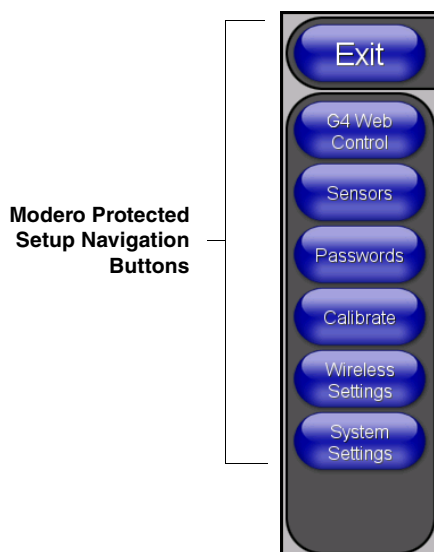 Modero Protected
Setup Navigation
Buttons
Exit
G4 Web
Control
Sensors
Passwords
Calibrate
Wireless
Settings
System
Settings